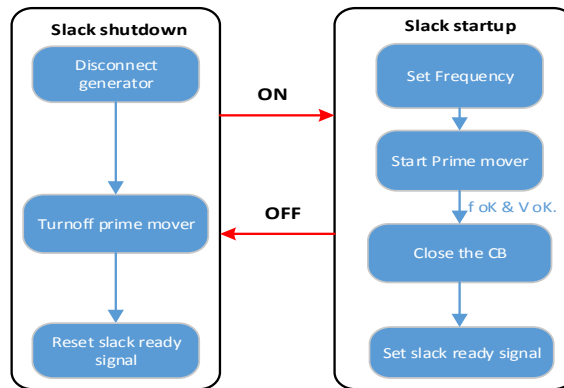 Slack shutdown
Disconnect
generator
Turnoff prime mover
Reset slack ready
signal
ON
OFF
Slack startup
Set Frequency
Start Prime mover
f oK & V oK.
Close the CB
Set slack ready signal